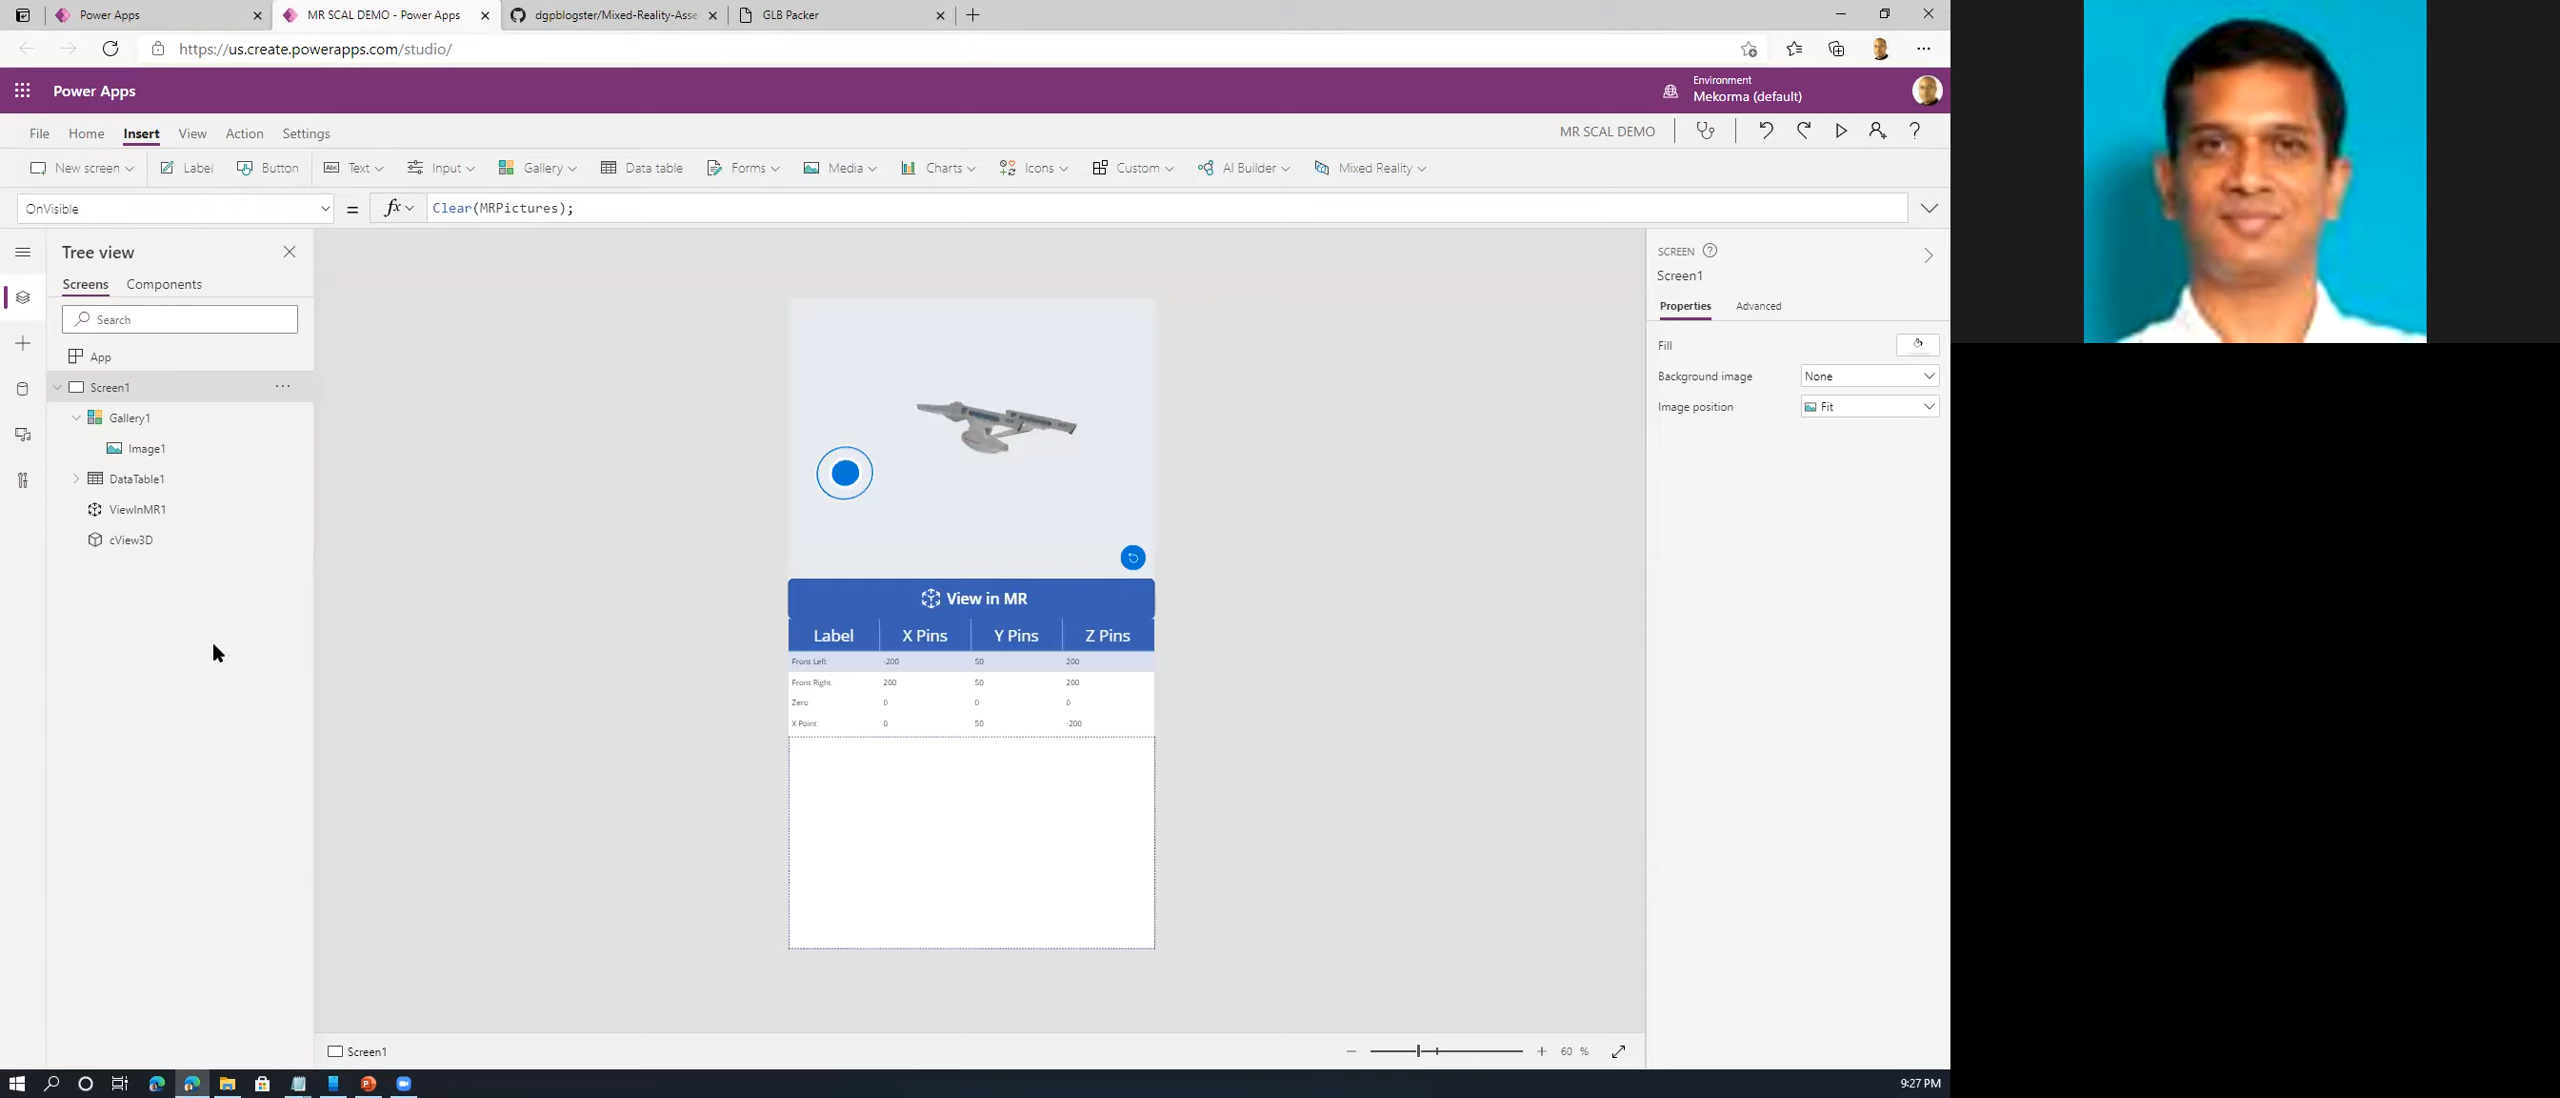 Power Apps
MR SCAL DEMO - Power Apps
dgpblogster/Mixed-Reality-Asse
GLB Packer
https://us.create.powerapps.com/studio/
Power Apps
Environment
Mekorma (default)
File Home Insert View Action Settings
MR SCAL DEMO
New screen Label Button Text Input Gallery Data table Forms Media Charts Icons Custom AI Builder Mixed Reality
OnVisible = fx Clear(MRPictures);
Tree view
Screens Components
Search
App
Screen1
Gallery1
Image1
DataTable1
ViewInMR1
cView3D
View in MR
Label X Pins Y Pins Z Pins
Front Left -200 50 200
Front Right 200 50 200
Zero 0 0 0
X Point 0 50 -200
SCREEN
Screen1
Properties Advanced
Fill
Background image None
Image position Fit
Screen1
60 %
9:27 PM